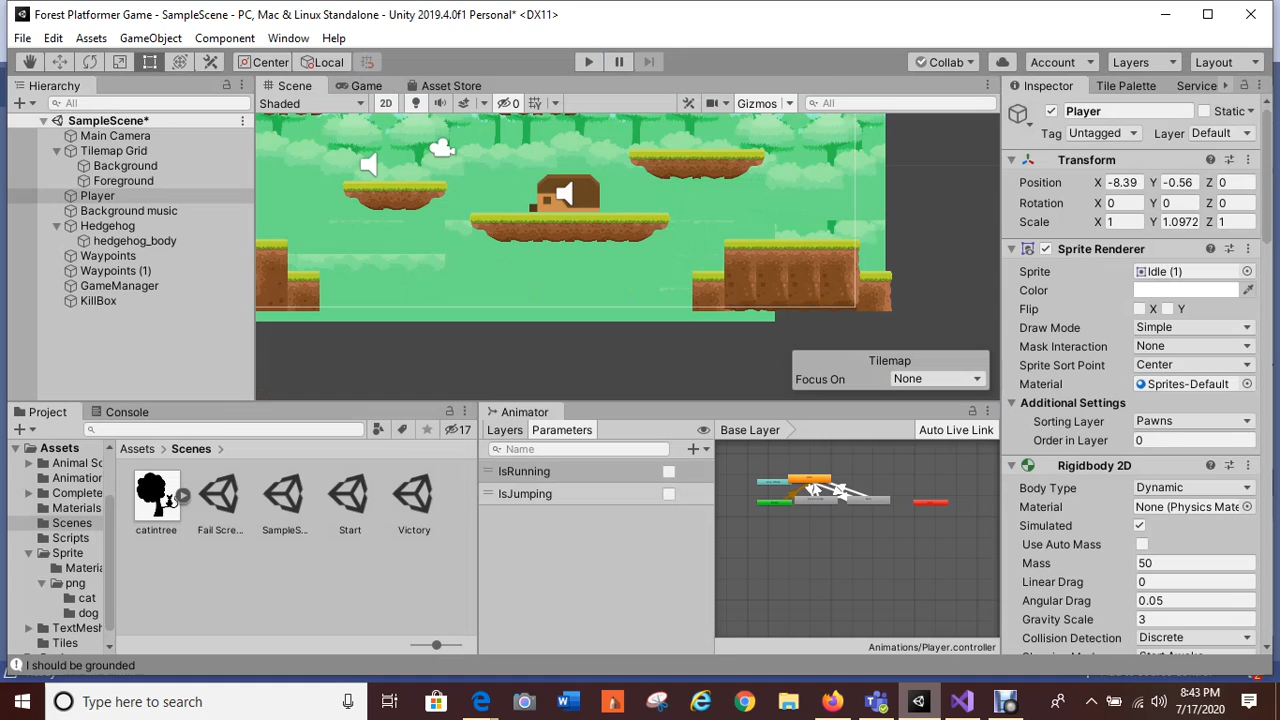 Forest Platformer Game - SampleScene - PC, Mac & Linux Standalone - Unity 2019.4.0f1 Personal* <DX11>
File Edit Assets GameObject Component Window Help
Center Local Collab Account Layers Layout
Hierarchy
All
SampleScene*
Main Camera
Tilemap Grid
Background
Foreground
Player
Background music
Hedgehog
hedgehog_body
Waypoints
Waypoints (1)
GameManager
KillBox
Scene Game Asset Store
Shaded 2D 0 Gizmos All
Tilemap
Focus On None
Inspector Tile Palette Service
Player Static
Tag Untagged Layer Default
Transform
Position X -8.39 Y -0.56 Z 0
Rotation X 0 Y 0 Z 0
Scale X 1 Y 1.0972 Z 1
Sprite Renderer
Sprite Idle (1)
Color
Flip X Y
Draw Mode Simple
Mask Interaction None
Sprite Sort Point Center
Material Sprites-Default
Additional Settings
Sorting Layer Pawns
Order in Layer 0
Rigidbody 2D
Body Type Dynamic
Material None (Physics Mate
Simulated
Use Auto Mass
Mass 50
Linear Drag 0
Angular Drag 0.05
Gravity Scale 3
Collision Detection Discrete
Project Console
17
Assets
Animal Sc
Animation
Complete
Materials
Scenes
Scripts
Sprite
Materia
png
cat
dog
TextMesh
Tiles
Assets Scenes
catintree Fail Scre... SampleS... Start Victory
Animator
Layers Parameters Base Layer Auto Live Link
Name
IsRunning
IsJumping
Animations/Player.controller
I should be grounded
Type here to search
8:43 PM
7/17/2020